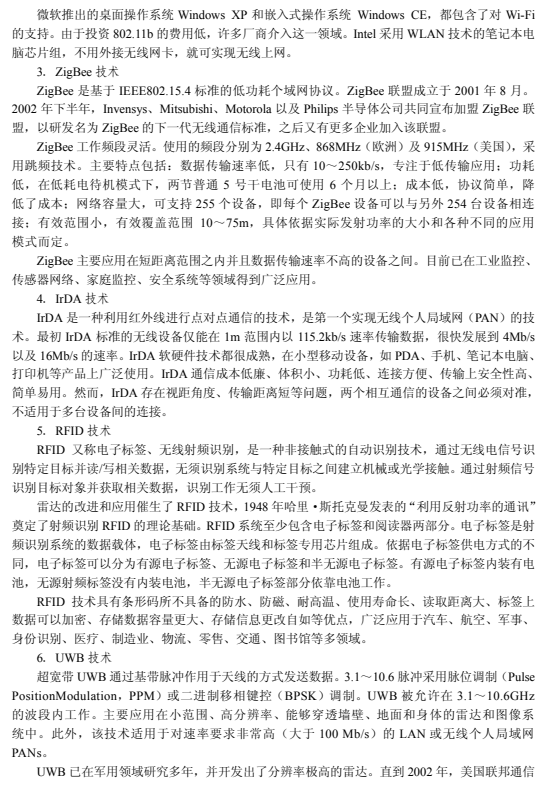 微软推出的桌面操作系统 Windows XP 和嵌入式操作系统 Windows CE，都包含了对 Wi-Fi
的支持。由于投资 802.11b 的费用低，许多厂商介入这一领域。Intel 采用 WLAN 技术的笔记本电
脑芯片组，不用外接无线网卡，就可实现无线上网。
3. ZigBee 技术
ZigBee 是基于 IEEE802.15.4 标准的低功耗个域网协议。ZigBee 联盟成立于 2001 年 8 月。
2002 年下半年，Invensys、Mitsubishi、Motorola 以及 Philips 半导体公司共同宣布加盟 ZigBee 联
盟，以研发名为 ZigBee 的下一代无线通信标准，之后又有更多企业加入该联盟。
ZigBee 工作频段灵活。使用的频段分别为 2.4GHz、868MHz（欧洲）及 915MHz（美国），采
用跳频技术。主要特点包括：数据传输速率低，只有 10～250kb/s，专注于低传输应用；功耗
低，在低耗电待机模式下，两节普通 5 号干电池可使用 6 个月以上；成本低，协议简单，降
低了成本；网络容量大，可支持 255 个设备，即每个 ZigBee 设备可以与另外 254 台设备相连
接；有效范围小，有效覆盖范围 10～75m，具体依据实际发射功率的大小和各种不同的应用
模式而定。
ZigBee 主要应用在短距离范围之内并且数据传输速率不高的设备之间。目前已在工业监控、
传感器网络、家庭监控、安全系统等领域得到广泛应用。
4. IrDA 技术
IrDA 是一种利用红外线进行点对点通信的技术，是第一个实现无线个人局域网（PAN）的技
术。最初 IrDA 标准的无线设备仅能在 1m 范围内以 115.2kb/s 速率传输数据，很快发展到 4Mb/s
以及 16Mb/s 的速率。IrDA 软硬件技术都很成熟，在小型移动设备，如 PDA、手机、笔记本电脑、
打印机等产品上广泛使用。IrDA 通信成本低廉、体积小、功耗低、连接方便、传输上安全性高、
简单易用。然而，IrDA 存在视距角度、传输距离短等问题，两个相互通信的设备之间必须对准，
不适用于多台设备间的连接。
5. RFID 技术
RFID 又称电子标签、无线射频识别，是一种非接触式的自动识别技术，通过无线电信号识
别特定目标并读/写相关数据，无须识别系统与特定目标之间建立机械或光学接触。通过射频信号
识别目标对象并获取相关数据，识别工作无须人工干预。
雷达的改进和应用催生了 RFID 技术，1948 年哈里·斯托克曼发表的“利用反射功率的通讯”
奠定了射频识别 RFID 的理论基础。RFID 系统至少包含电子标签和阅读器两部分。电子标签是射
频识别系统的数据载体，电子标签由标签天线和标签专用芯片组成。依据电子标签供电方式的不
同，电子标签可以分为有源电子标签、无源电子标签和半无源电子标签。有源电子标签内装有电
池，无源射频标签没有内装电池，半无源电子标签部分依靠电池工作。
RFID 技术具有条形码所不具备的防水、防磁、耐高温、使用寿命长、读取距离大、标签上
数据可以加密、存储数据容量更大、存储信息更改自如等优点，广泛应用于汽车、航空、军事、
身份识别、医疗、制造业、物流、零售、交通、图书馆等多领域。
6. UWB 技术
超宽带 UWB 通过基带脉冲作用于天线的方式发送数据。3.1～10.6 脉冲采用脉位调制（Pulse
PositionModulation，PPM）或二进制移相键控（BPSK）调制。UWB 被允许在 3.1～10.6GHz
的波段内工作。主要应用在小范围、高分辨率、能够穿透墙壁、地面和身体的雷达和图像系
统中。此外，该技术适用于对速率要求非常高（大于 100 Mb/s）的 LAN 或无线个人局域网
PANs。
UWB 已在军用领域研究多年，并开发出了分辨率极高的雷达。直到 2002 年，美国联邦通信